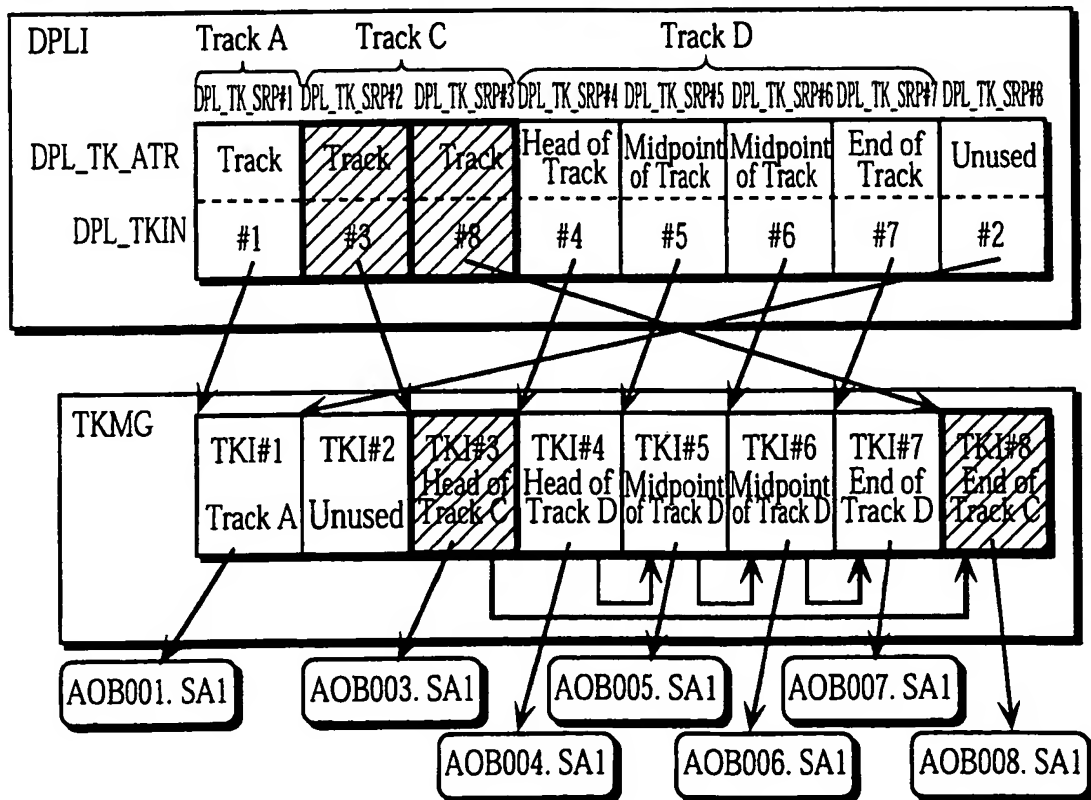 DPLI
Track A
Track C
Track D
DPL_TK_SRP#1 DPL_TK_SRP#2 DPL_TK_SRP#3 DPL_TK_SRP#4 DPL_TK_SRP#5 DPL_TK_SRP#6 DPL_TK_SRP#7 DPL_TK_SRP#8
DPL_TK_ATR
Track
Track
Track
Head of
Track
Midpoint
of Track
Midpoint
of Track
End of
Track
Unused
DPL_TKIN
#1 #3 #8 #4 #5 #6 #7 #2
TKMG
TKI#1
Track A
TKI#2
Unused
TKI#3
Head of
Track C
TKI#4
Head of
Track D
TKI#5
Midpoint
of Track D
TKI#6
Midpoint
of Track D
TKI#7
End of
Track D
TKI#8
End of
Track C
AOB001. SA1
AOB003. SA1
AOB005. SA1
AOB007. SA1
AOB004. SA1
AOB006. SA1
AOB008. SA1